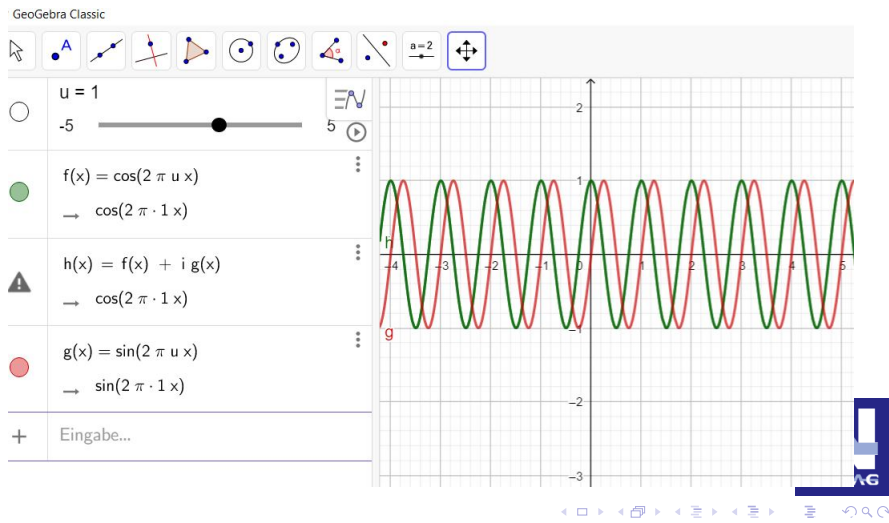 GeoGebra Classic
A
α
a = 2
u = 1
-5
5
f(x) = cos(2 π u x)
→ cos(2 π · 1 x)
h(x) = f(x) + i g(x)
→ cos(2 π · 1 x)
g(x) = sin(2 π u x)
→ sin(2 π · 1 x)
+ Eingabe...
2
1
h
–4 –3 –2 –1 0 1 2 3 4 5
–1
g
–2
–3
AG